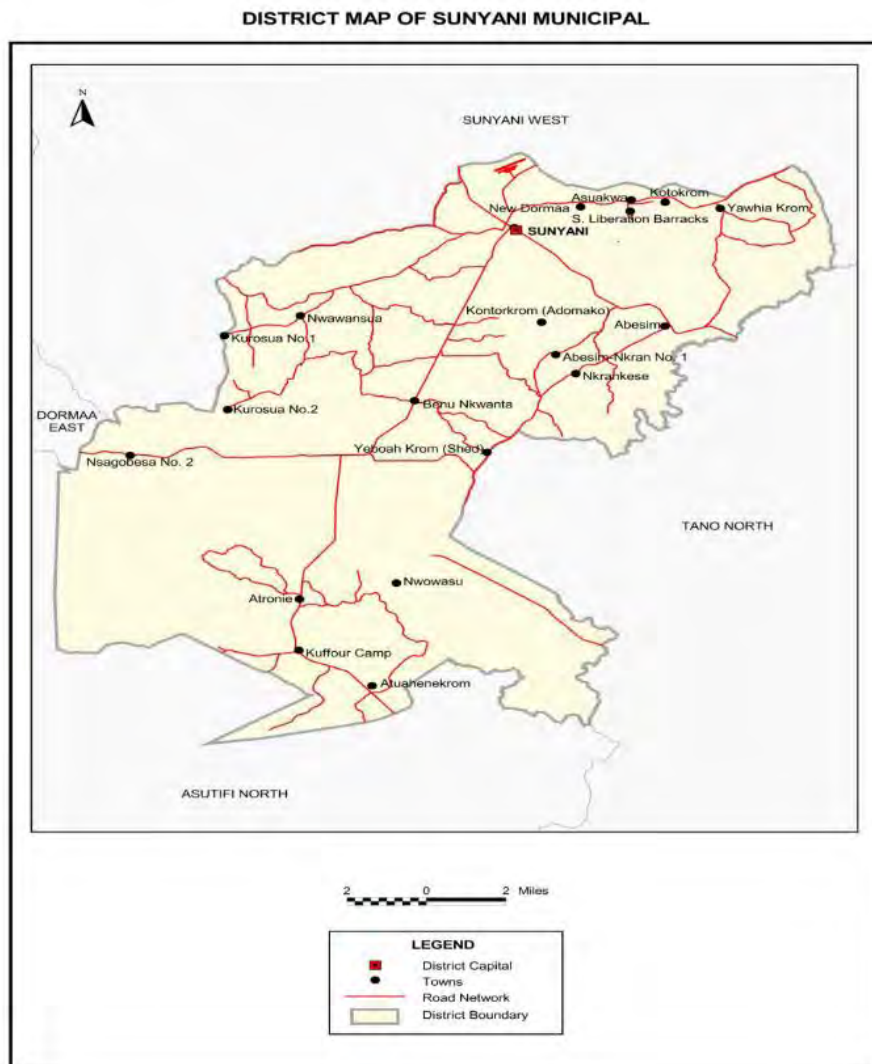 DISTRICT MAP OF SUNYANI MUNICIPAL
N
SUNYANI WEST
Asuakwa
Kotokrom
New Dormaa
Yawhia Krom
S. Liberation Barracks
SUNYANI
Kontorkrom (Adomako)
Nwawansua
Abesim
Kurosua No.1
Abesim-Nkran No. 1
Nkrankese
Benu Nkwanta
Kurosua No.2
DORMAA
EAST
Yeboah Krom (Shed)
Nsagobesa No. 2
TANO NORTH
Nwowasu
Atronie
Kuffour Camp
Atuahenekrom
ASUTIFI NORTH
2 0 2 Miles
LEGEND
District Capital
Towns
Road Network
District Boundary